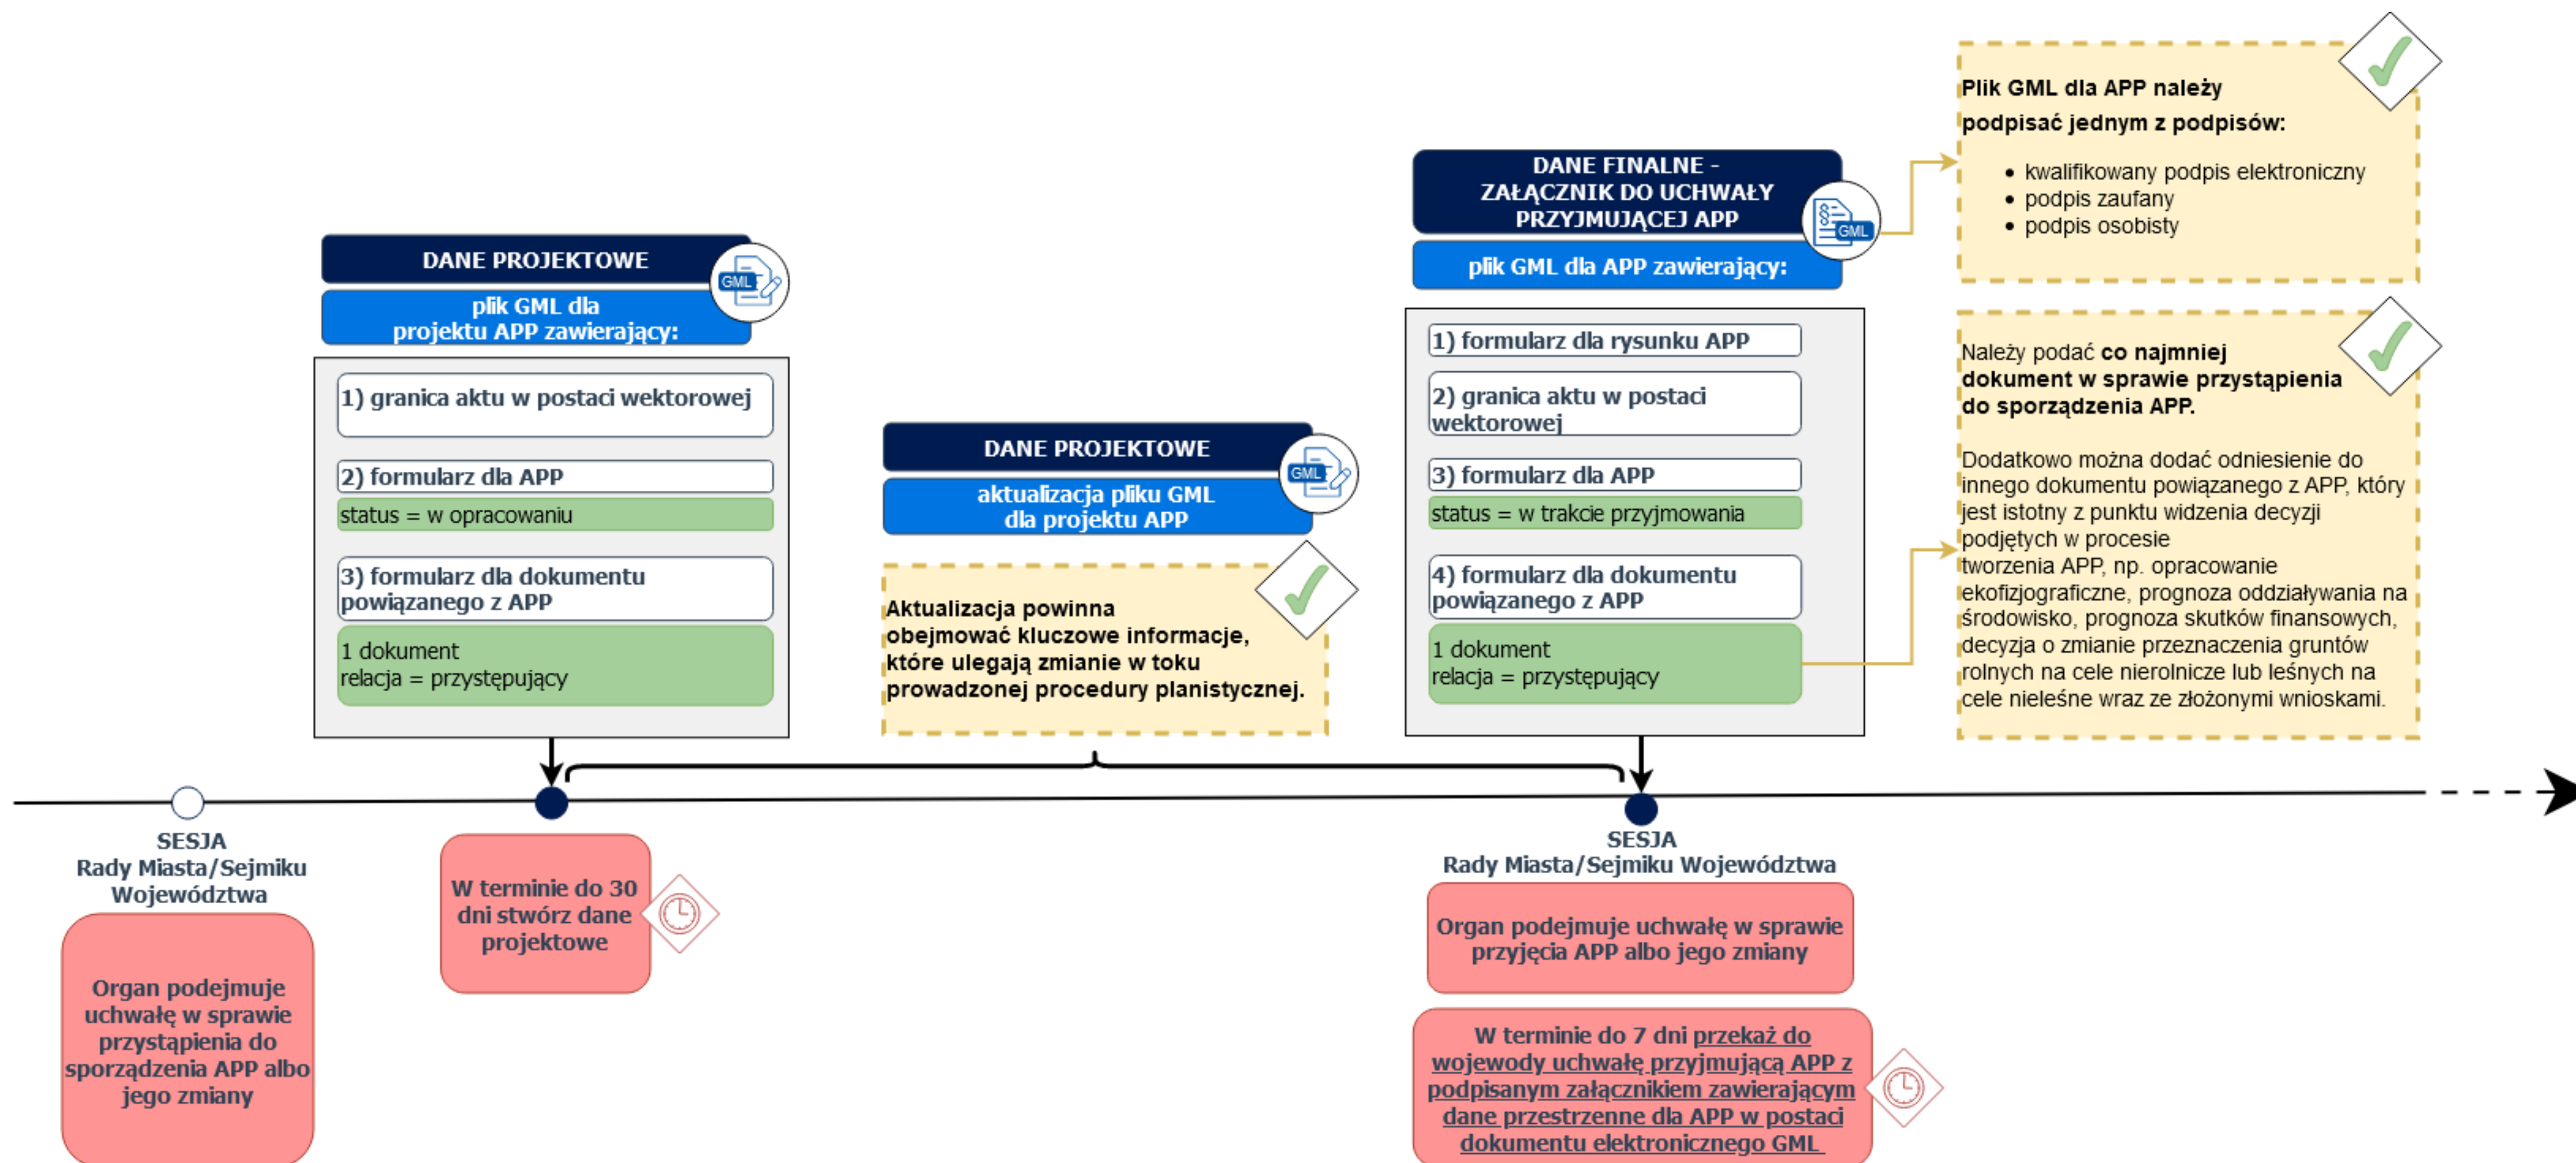 DANE PROJEKTOWE
GML
plik GML dla
projektu APP zawierający:
1) granica aktu w postaci wektorowej
2) formularz dla APP
status = w opracowaniu
3) formularz dla dokumentu
powiązanego z APP
1 dokument
relacja = przystępujący
DANE PROJEKTOWE
GML
aktualizacja pliku GML
dla projektu APP
Aktualizacja powinna
obejmować kluczowe informacje,
które ulegają zmianie w toku
prowadzonej procedury planistycznej.
DANE FINALNE -
ZAŁĄCZNIK DO UCHWAŁY
PRZYJMUJĄCEJ APP
§
GML
plik GML dla APP zawierający:
1) formularz dla rysunku APP
2) granica aktu w postaci
wektorowej
3) formularz dla APP
status = w trakcie przyjmowania
4) formularz dla dokumentu
powiązanego z APP
1 dokument
relacja = przystępujący
Plik GML dla APP należy
podpisać jednym z podpisów:
• kwalifikowany podpis elektroniczny
• podpis zaufany
• podpis osobisty
Należy podać co najmniej
dokument w sprawie przystąpienia
do sporządzenia APP.
Dodatkowo można dodać odniesienie do
innego dokumentu powiązanego z APP, który
jest istotny z punktu widzenia decyzji
podjętych w procesie
tworzenia APP, np. opracowanie
ekofizjograficzne, prognoza oddziaływania na
środowisko, prognoza skutków finansowych,
decyzja o zmianie przeznaczenia gruntów
rolnych na cele nierolnicze lub leśnych na
cele nieleśne wraz ze złożonymi wnioskami.
SESJA
Rady Miasta/Sejmiku
Województwa
Organ podejmuje
uchwałę w sprawie
przystąpienia do
sporządzenia APP albo
jego zmiany
W terminie do 30
dni stwórz dane
projektowe
SESJA
Rady Miasta/Sejmiku Województwa
Organ podejmuje uchwałę w sprawie
przyjęcia APP albo jego zmiany
W terminie do 7 dni przekaż do
wojewody uchwałę przyjmującą APP z
podpisanym załącznikiem zawierającym
dane przestrzenne dla APP w postaci
dokumentu elektronicznego GML